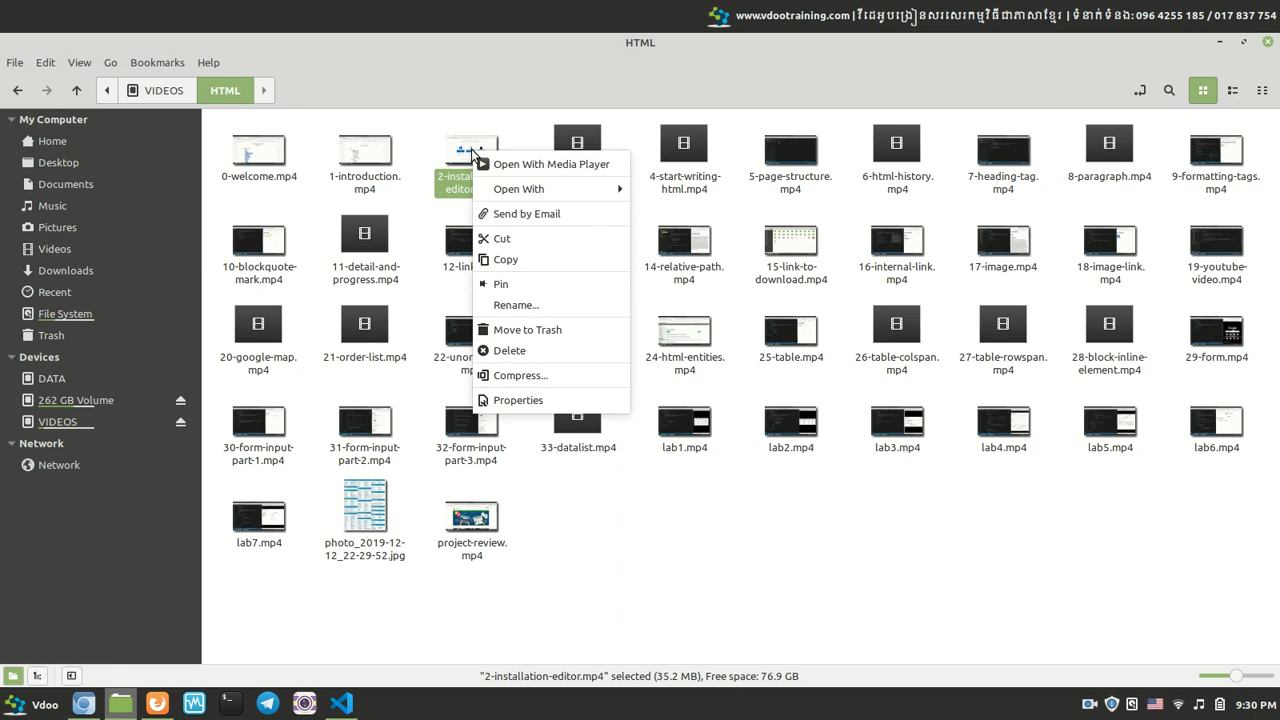 www.vdootraining.com | វីដេអូបង្រៀនសរសេរកម្មវិធីជាភាសាខ្មែរ | ទំនាក់ទំនង: 096 4255 185 / 017 837 754
HTML
File Edit View Go Bookmarks Help
VIDEOS HTML
My Computer
Home
Desktop
Documents
Music
Pictures
Videos
Downloads
Recent
File System
Trash
Devices
DATA
262 GB Volume
VIDEOS
Network
Network
0-welcome.mp4
1-introduction.
mp4
4-start-writing-
html.mp4
5-page-structure.
mp4
6-html-history.
mp4
7-heading-tag.
mp4
8-paragraph.mp4
9-formatting-tags.
mp4
10-blockquote-
mark.mp4
11-detail-and-
progress.mp4
14-relative-path.
mp4
15-link-to-
download.mp4
16-internal-link.
mp4
17-image.mp4
18-image-link.
mp4
19-youtube-
video.mp4
20-google-map.
mp4
21-order-list.mp4
24-html-entities.
mp4
25-table.mp4
26-table-colspan.
mp4
27-table-rowspan.
mp4
28-block-inline-
element.mp4
29-form.mp4
30-form-input-
part-1.mp4
31-form-input-
part-2.mp4
32-form-input-
part-3.mp4
33-datalist.mp4
lab1.mp4
lab2.mp4
lab3.mp4
lab4.mp4
lab5.mp4
lab6.mp4
lab7.mp4
photo_2019-12-
12_22-29-52.jpg
project-review.
mp4
Open With Media Player
Open With
Send by Email
Cut
Copy
Pin
Rename...
Move to Trash
Delete
Compress...
Properties
"2-installation-editor.mp4" selected (35.2 MB), Free space: 76.9 GB
Vdoo
9:30 PM